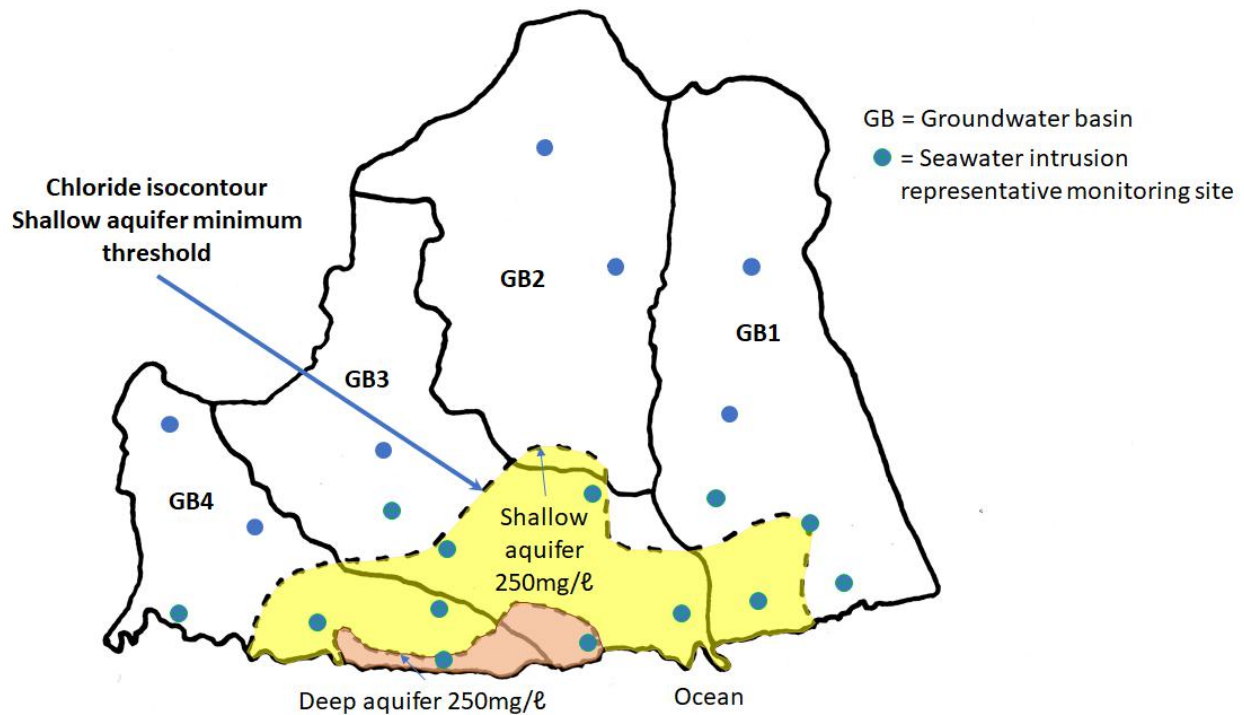 GB = Groundwater basin
= Seawater intrusion
representative monitoring site
Chloride isocontour
Shallow aquifer minimum
threshold
GB2
GB1
GB3
GB4
Shallow
aquifer
250mg/ℓ
Deep aquifer 250mg/ℓ
Ocean